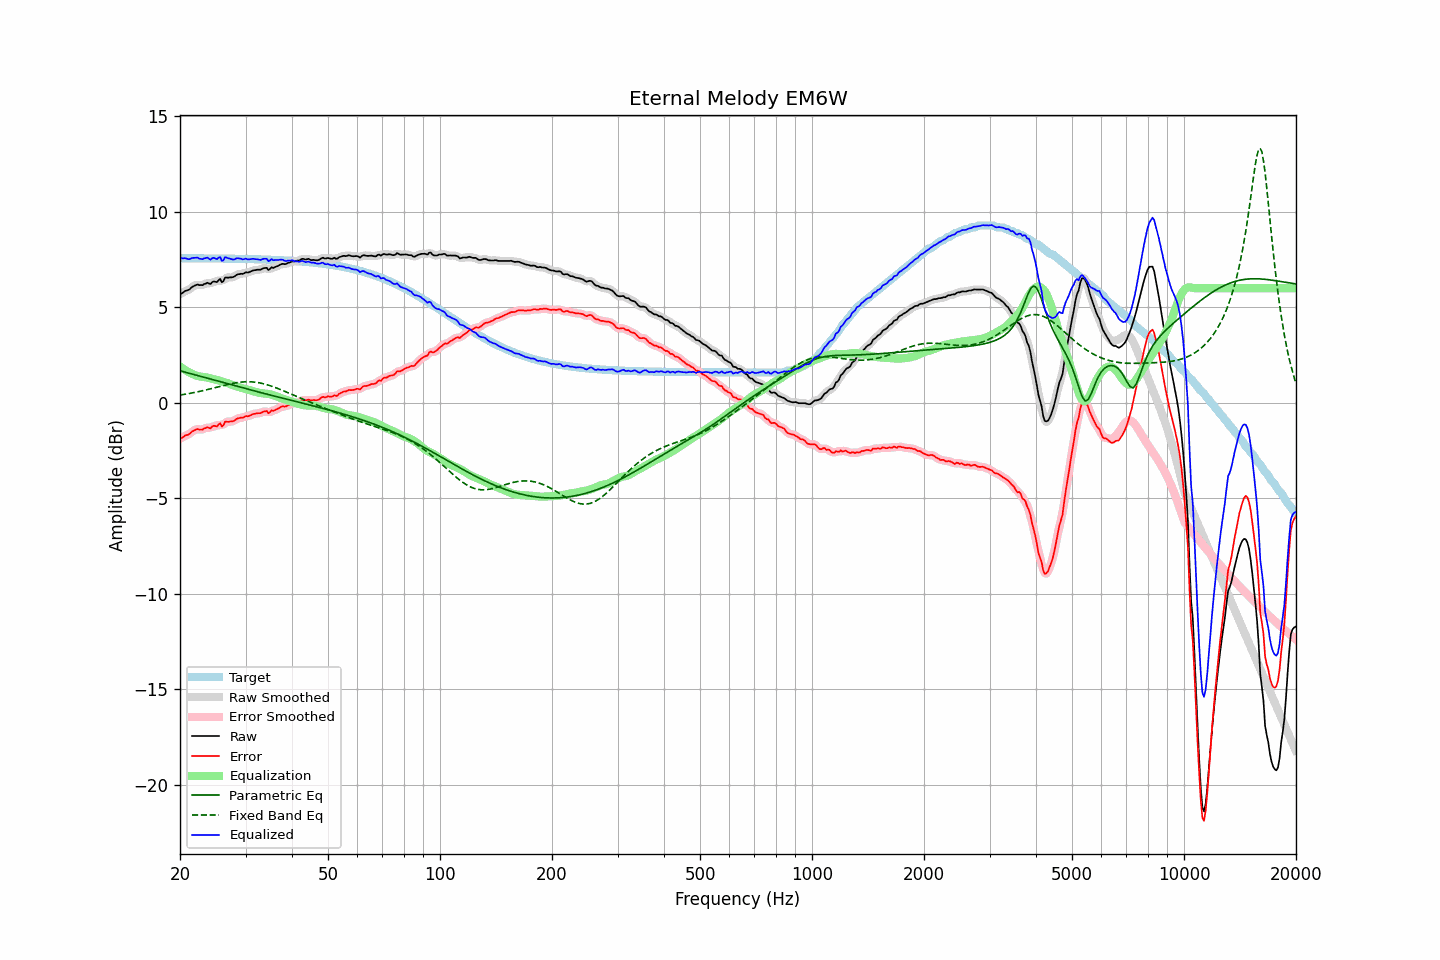 Eternal Melody EM6W
15
10
5
0
−5
−10
−15
−20
Amplitude (dBr)
Target
Raw Smoothed
Error Smoothed
Raw
Error
Equalization
Parametric Eq
Fixed Band Eq
Equalized
20 50 100 200 500 1000 2000 5000 10000 20000
Frequency (Hz)